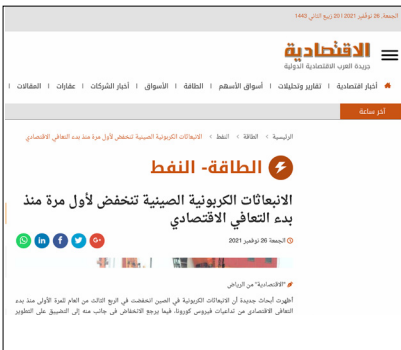 الجمعة، 26 نوفمبر 2021 | 20 ربيع الثاني 1443
الاقتصادية
جريدة العرب الاقتصادية الدولية
أخبار اقتصادية | تقارير وتحليلات | أسواق الأسهم | الطاقة | الأسواق | أخبار الشركات | عقارات | المقالات |
آخر ساعة
الرئيسية > الطاقة > النفط > الانبعاثات الكربونية الصينية تنخفض لأول مرة منذ بدء التعافي الاقتصادي
الطاقة- النفط
الانبعاثات الكربونية الصينية تنخفض لأول مرة منذ
بدء التعافي الاقتصادي
الجمعة 26 نوفمبر 2021
"الاقتصادية" من الرياض
أظهرت أبحاث جديدة أن الانبعاثات الكربونية في الصين انخفضت في الربع الثالث من العام للمرة الأولى منذ بدء
التعافي الاقتصادي من تداعيات فيروس كورونا، فيما يرجع الانخفاض في جانب منه إلى التضييق على التطوير